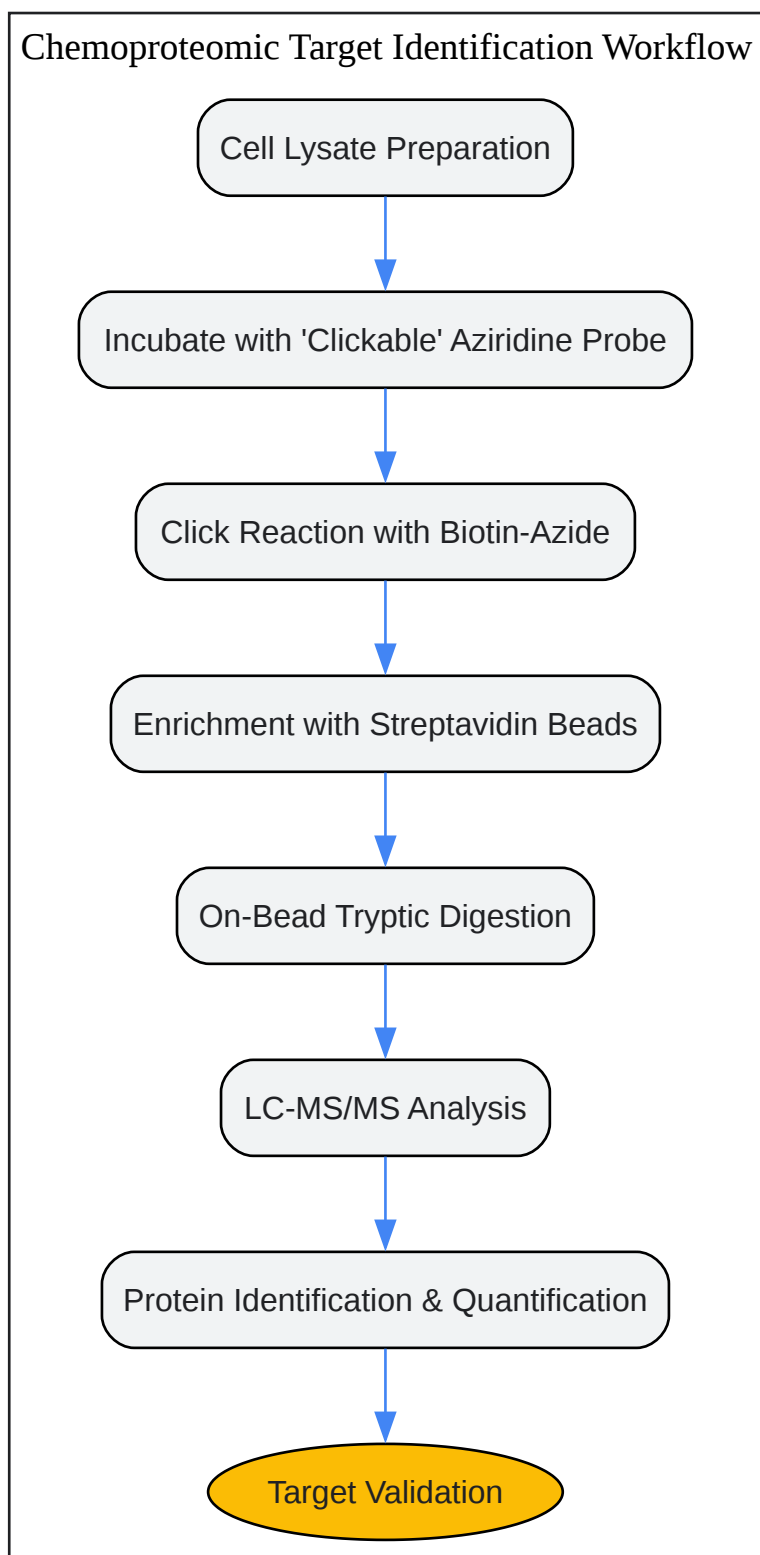 Chemoproteomic Target Identification Workflow
Cell Lysate Preparation
Incubate with 'Clickable' Aziridine Probe
Click Reaction with Biotin-Azide
Enrichment with Streptavidin Beads
On-Bead Tryptic Digestion
LC-MS/MS Analysis
Protein Identification & Quantification
Target Validation